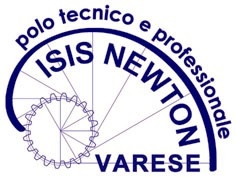 polo tecnico e professionale
ISIS NEWTON
VARESE